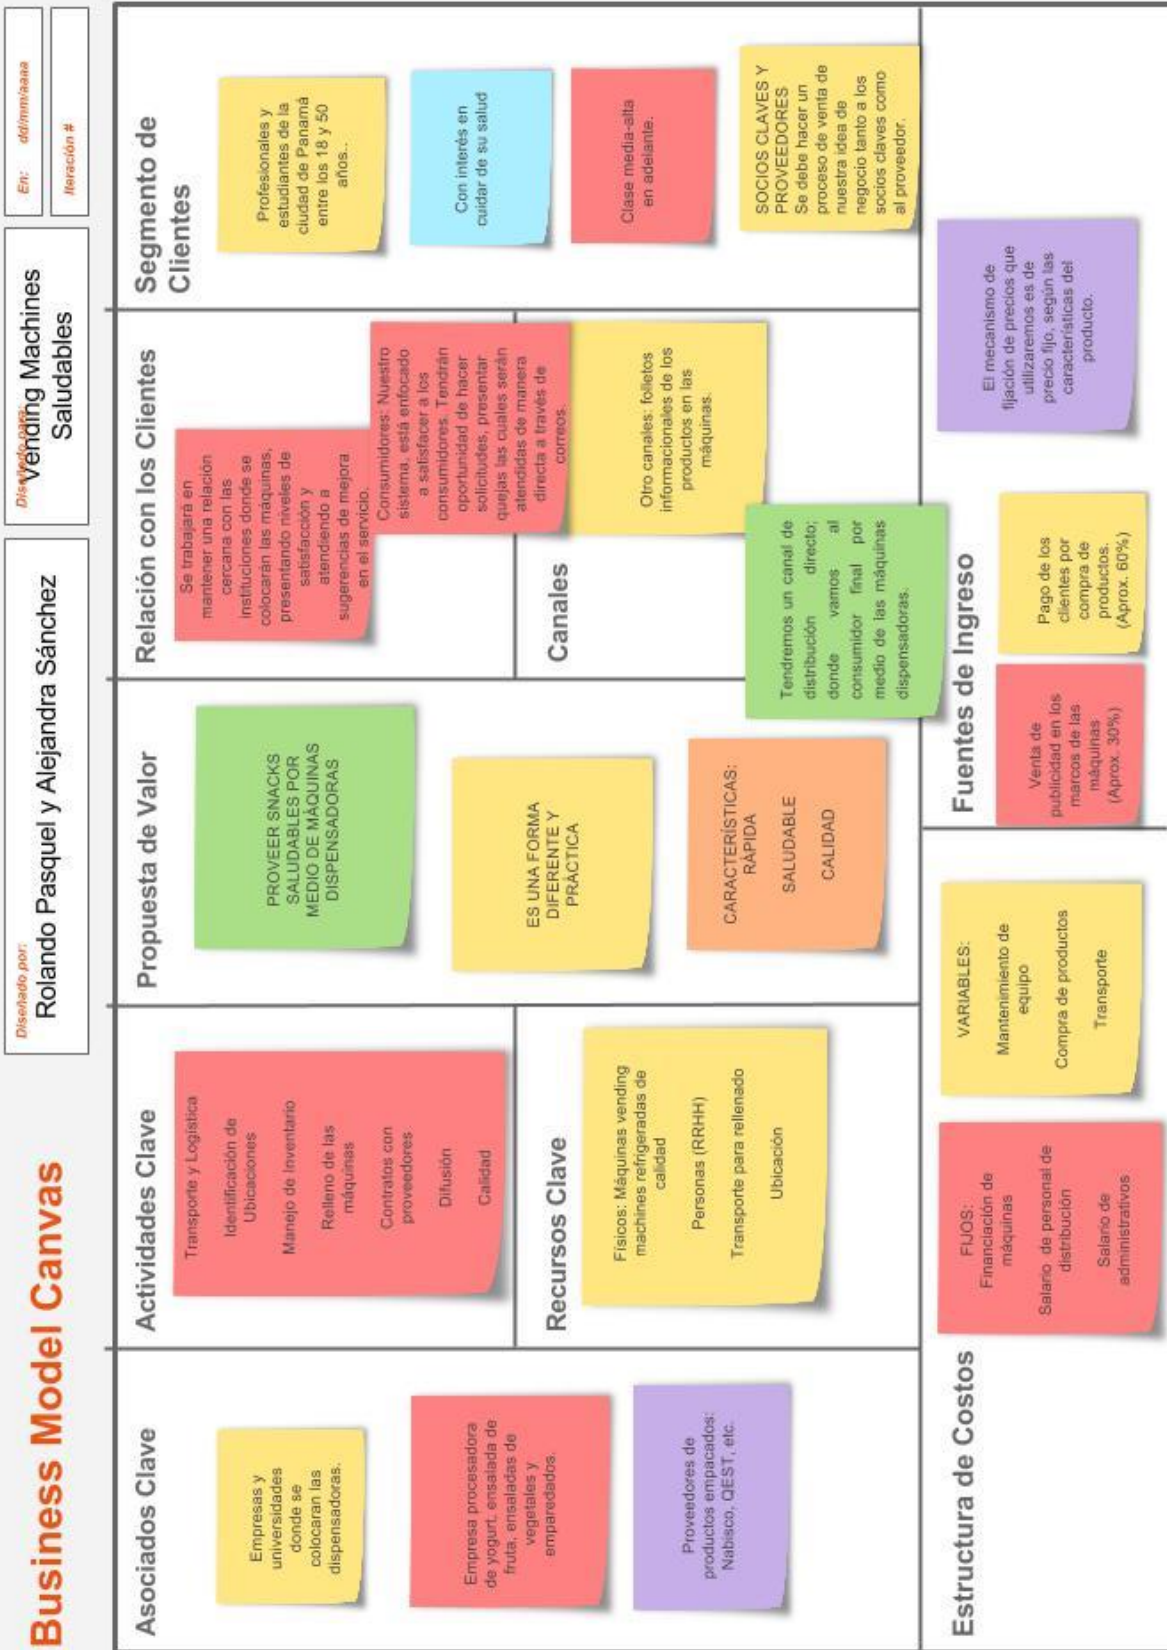 Business Model Canvas
Diseñado por:
Rolando Pasquel y Alejandra Sánchez
Diseñado para:
Vending Machines
Saludables
En: dd/mm/aaaa
Iteración #
Asociados Clave
Empresas y
universidades
donde se
colocaran las
dispensadoras.
Empresa procesadora
de yogurt, ensalada de
fruta, ensaladas de
vegetales y
emparedados.
Proveedores de
productos empacados:
Nabisco, QEST, etc.
Actividades Clave
Transporte y Logística
Identificación de
Ubicaciones
Manejo de Inventario
Relleno de las
máquinas
Contratos con
proveedores
Difusión
Calidad
Recursos Clave
Físicos: Máquinas vending
machines refrigeradas de
calidad
Personas (RRHH)
Transporte para rellenado
Ubicación
Propuesta de Valor
PROVEER SNACKS
SALUDABLES POR
MEDIO DE MÁQUINAS
DISPENSADORAS
ES UNA FORMA
DIFERENTE Y
PRÁCTICA
CARACTERÍSTICAS:
RÁPIDA
SALUDABLE
CALIDAD
Relación con los Clientes
Se trabajará en
mantener una relación
cercana con las
instituciones donde se
colocarán las máquinas,
presentando niveles de
satisfacción y
atendiendo a
sugerencias de mejora
en el servicio.
Consumidores: Nuestro
sistema, está enfocado
a satisfacer a los
consumidores. Tendrán
oportunidad de hacer
solicitudes, presentar
quejas las cuales serán
atendidas de manera
directa a través de
correos.
Canales
Otro canales: folletos
informacionales de los
productos en las
máquinas.
Tendremos un canal de
distribución directo;
donde vamos al
consumidor final por
medio de las máquinas
dispensadoras.
Segmento de
Clientes
Profesionales y
estudiantes de la
ciudad de Panamá
entre los 18 y 50
años..
Con interés en
cuidar de su salud
Clase media-alta
en adelante.
SOCIOS CLAVES Y
PROVEEDORES
Se debe hacer un
proceso de venta de
nuestra idea de
negocio tanto a los
socios claves como
al proveedor.
Estructura de Costos
FIJOS:
Financiación de
máquinas
Salario de personal de
distribución
Salario de
administrativos
VARIABLES:
Mantenimiento de
equipo
Compra de productos
Transporte
Fuentes de Ingreso
Venta de
publicidad en los
marcos de las
máquinas
(Aprox. 30%)
Pago de los
clientes por
compra de
productos.
(Aprox. 60%)
El mecanismo de
fijación de precios que
utilizaremos es de
precio fijo, según las
características del
producto.